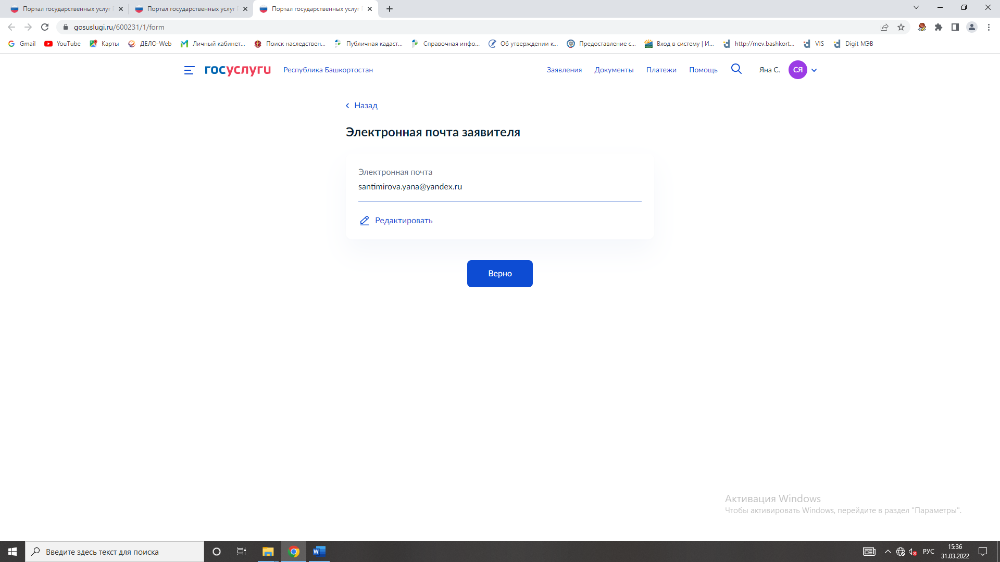 Портал государственных услуг
Портал государственных услуг
Портал государственных услуг
gosuslugi.ru/600231/1/form
Gmail
YouTube
Карты
ДЕЛО-Web
Личный кабинет...
Поиск наследствен...
Публичная кадаст...
Справочная инфо...
Об утверждении к...
Предоставление с...
Вход в систему | И...
http://mev.bashkort...
VIS
Digit МЭВ
госуслуги
Республика Башкортостан
Заявления
Документы
Платежи
Помощь
Яна С.
СЯ
Назад
Электронная почта заявителя
Электронная почта
santimirova.yana@yandex.ru
Редактировать
Верно
Активация Windows
Чтобы активировать Windows, перейдите в раздел "Параметры".
Введите здесь текст для поиска
РУС
15:36
31.03.2022